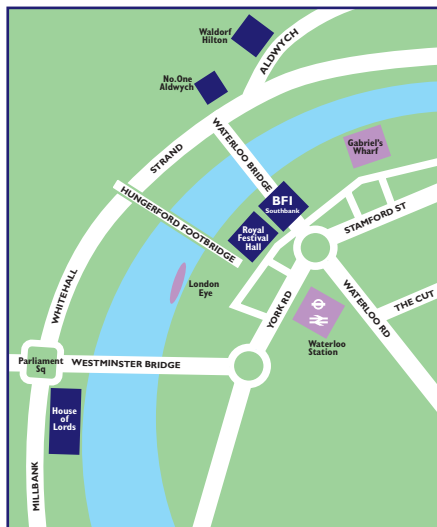 Waldorf
Hilton
ALDWYCH
No.One
Aldwych
WATERLOO BRIDGE
Gabriel's
Wharf
STRAND
HUNGERFORD FOOTBRIDGE
BFI
Southbank
Royal
Festival
Hall
STAMFORD ST
London
Eye
WHITEHALL
YORK RD
WATERLOO RD
THE CUT
Waterloo
Station
Parliament
Sq
WESTMINSTER BRIDGE
House
of
Lords
MILLBANK